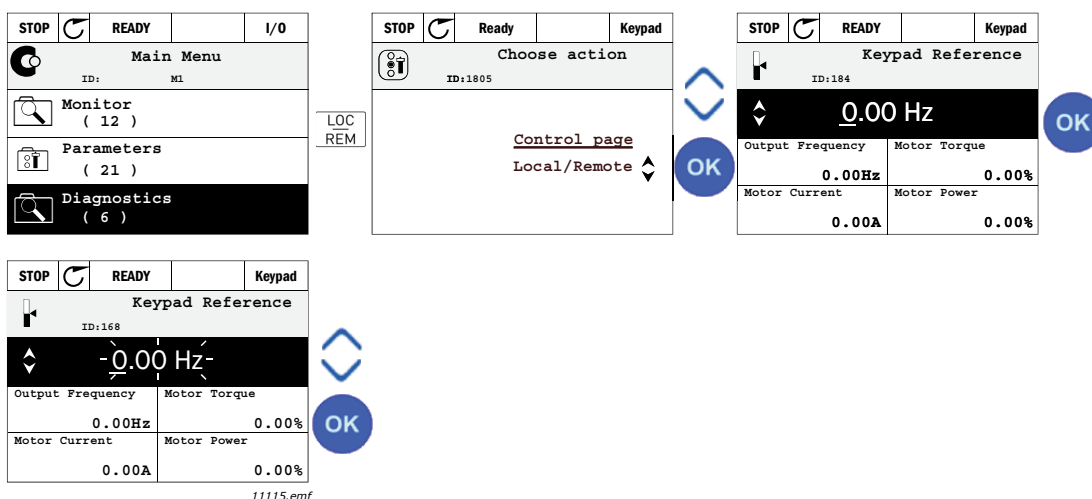 STOP READY I/O
Main Menu
ID: M1
Monitor
( 12 )
Parameters
( 21 )
Diagnostics
( 6 )
LOC
REM
STOP Ready Keypad
Choose action
ID:1805
Control page
Local/Remote
OK
STOP READY Keypad
Keypad Reference
ID:184
0.00 Hz
Output Frequency Motor Torque
0.00Hz 0.00%
Motor Current Motor Power
0.00A 0.00%
OK
STOP READY Keypad
Keypad Reference
ID:168
0.00 Hz
Output Frequency Motor Torque
0.00Hz 0.00%
Motor Current Motor Power
0.00A 0.00%
OK
11115.emf